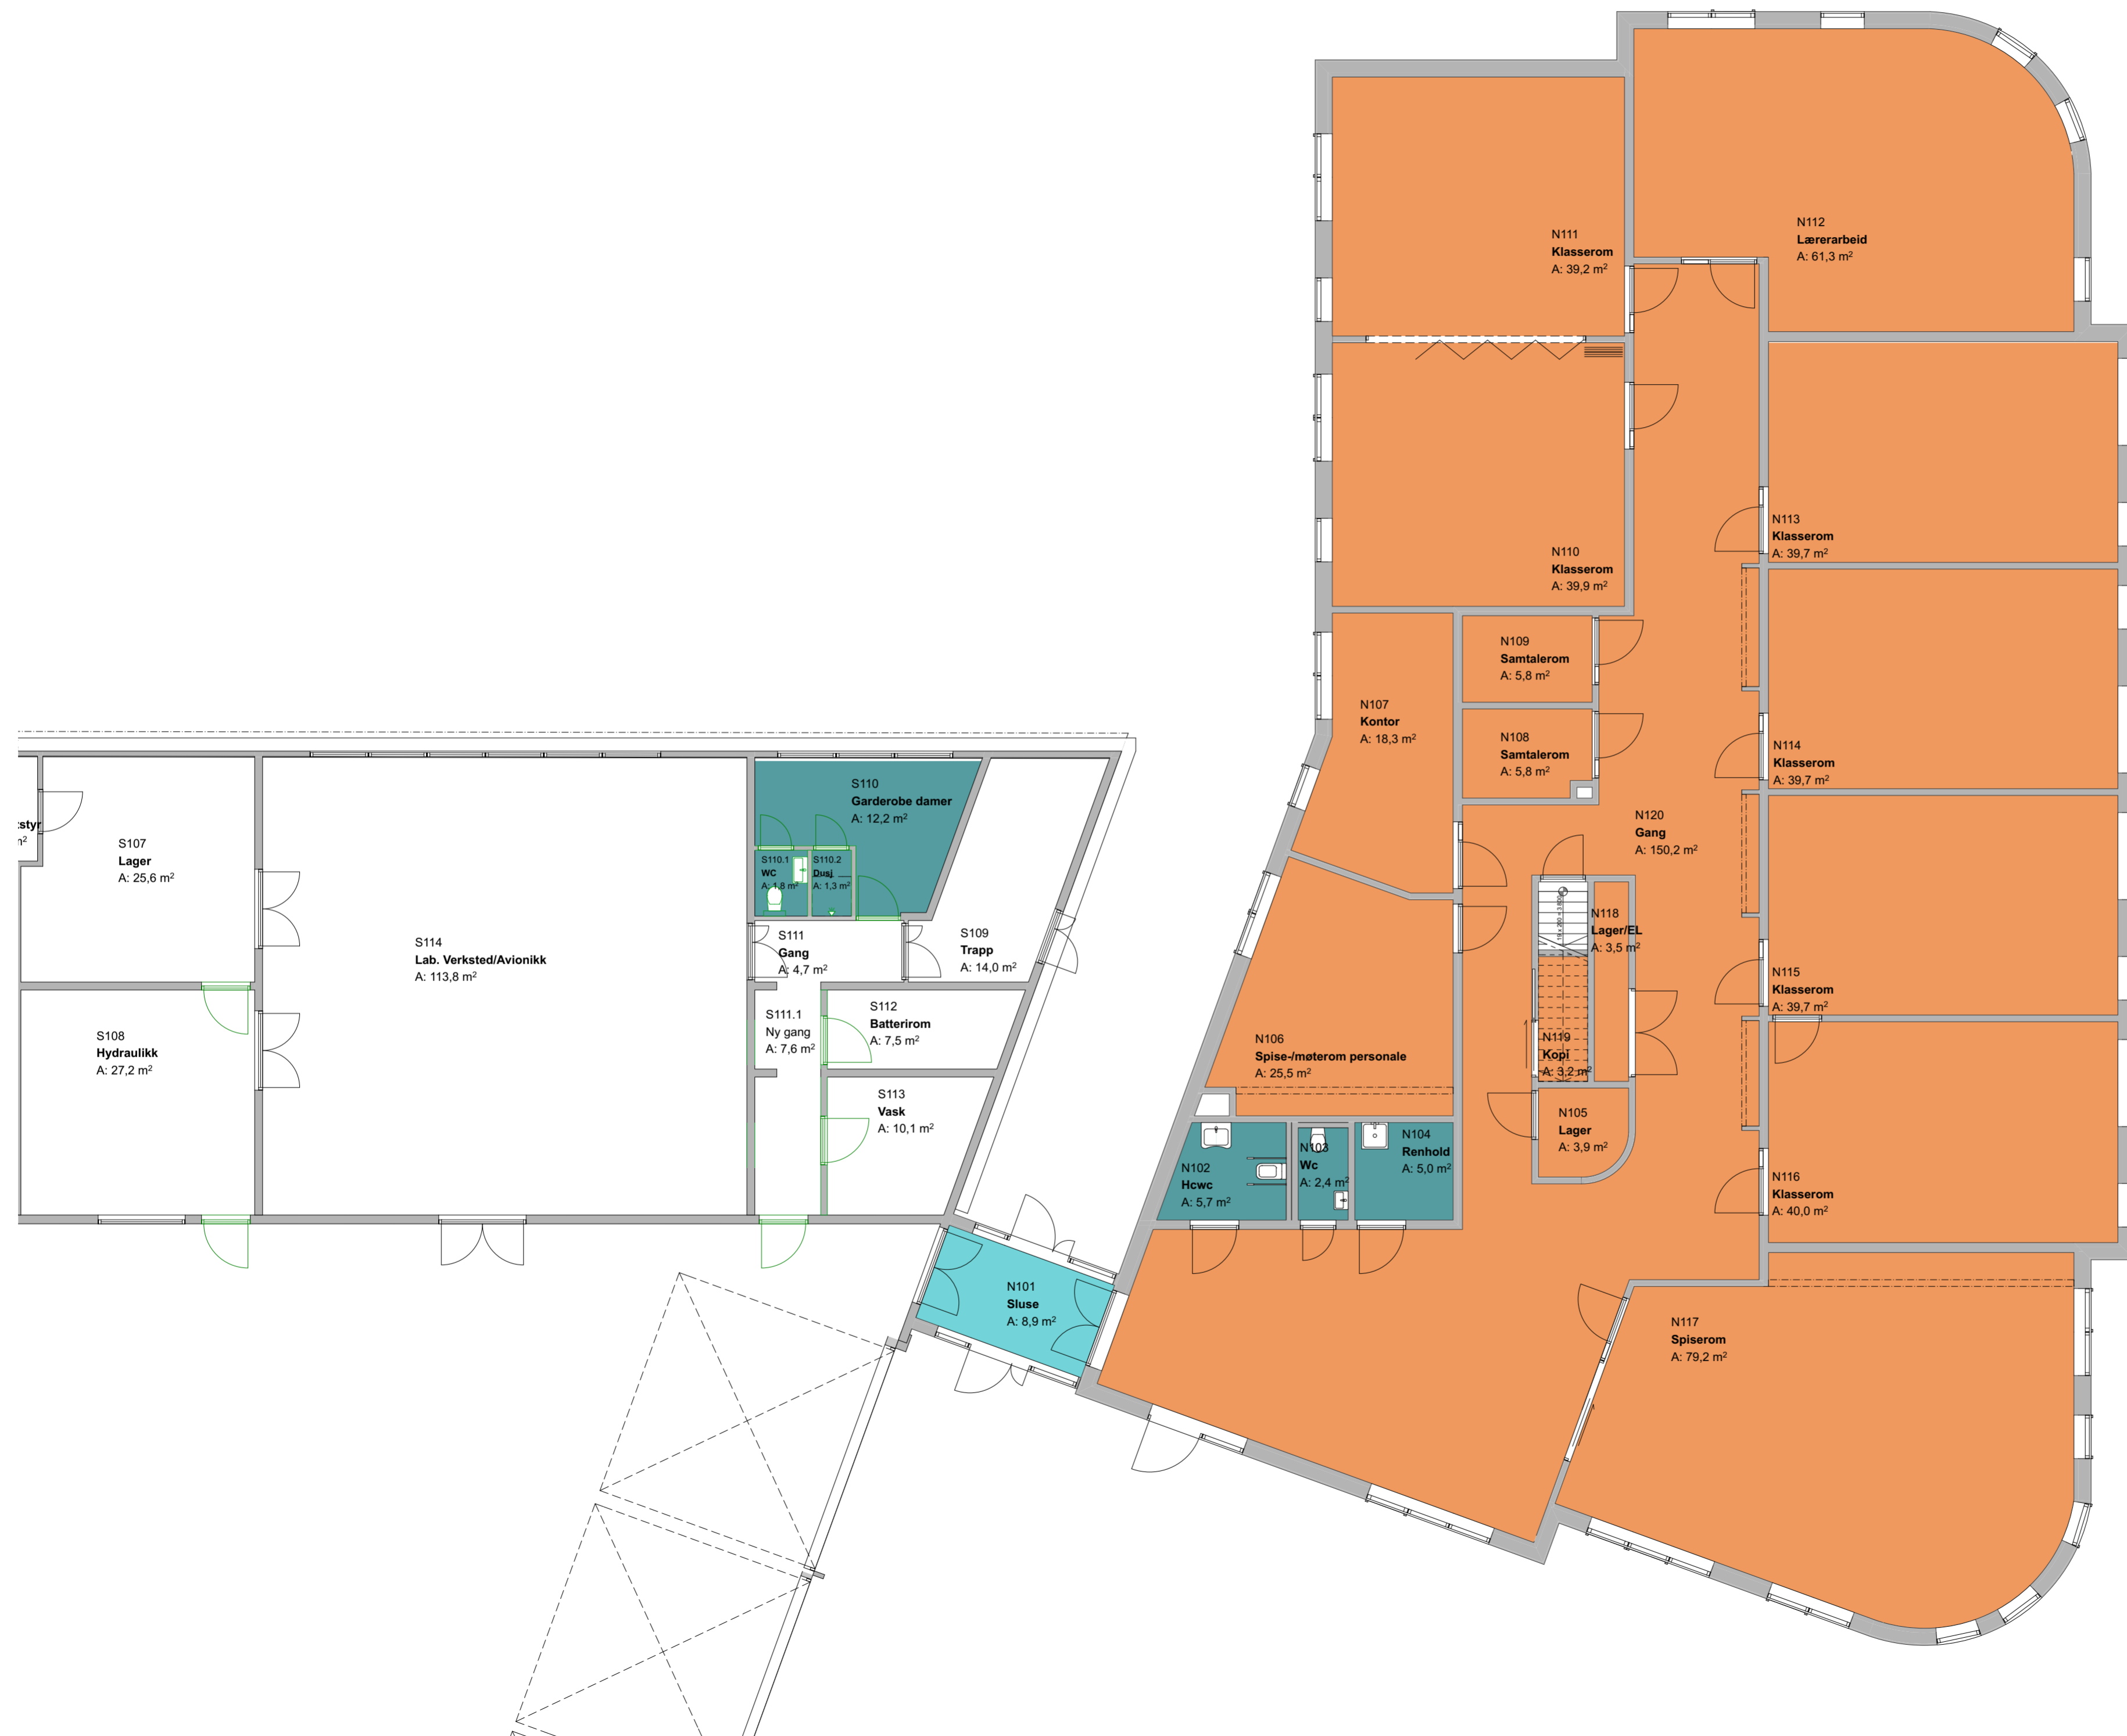 N112
Lærerarbeid
A: 61,3 m²
N111
Klasserom
A: 39,2 m²
N113
Klasserom
A: 39,7 m²
N110
Klasserom
A: 39,9 m²
N109
Samtalerom
A: 5,8 m²
N107
Kontor
A: 18,3 m²
N108
Samtalerom
A: 5,8 m²
N114
Klasserom
A: 39,7 m²
N120
Gang
A: 150,2 m²
S110
Garderobe damer
A: 12,2 m²
S110.1
WC
A: 1,8 m²
S110.2
Dusj
A: 1,3 m²
S107
Lager
A: 25,6 m²
S114
Lab. Verksted/Avionikk
A: 113,8 m²
S111
Gang
A: 4,7 m²
S109
Trapp
A: 14,0 m²
N118
Lager/EL
A: 3,5 m²
N115
Klasserom
A: 39,7 m²
S108
Hydraulikk
A: 27,2 m²
S111.1
Ny gang
A: 7,6 m²
S112
Batterirom
A: 7,5 m²
N106
Spise-/møterom personale
A: 25,5 m²
N119
Kopi
A: 3,2 m²
S113
Vask
A: 10,1 m²
N105
Lager
A: 3,9 m²
N102
Hcwc
A: 5,7 m²
N103
Wc
A: 2,4 m²
N104
Renhold
A: 5,0 m²
N116
Klasserom
A: 40,0 m²
N101
Sluse
A: 8,9 m²
N117
Spiserom
A: 79,2 m²